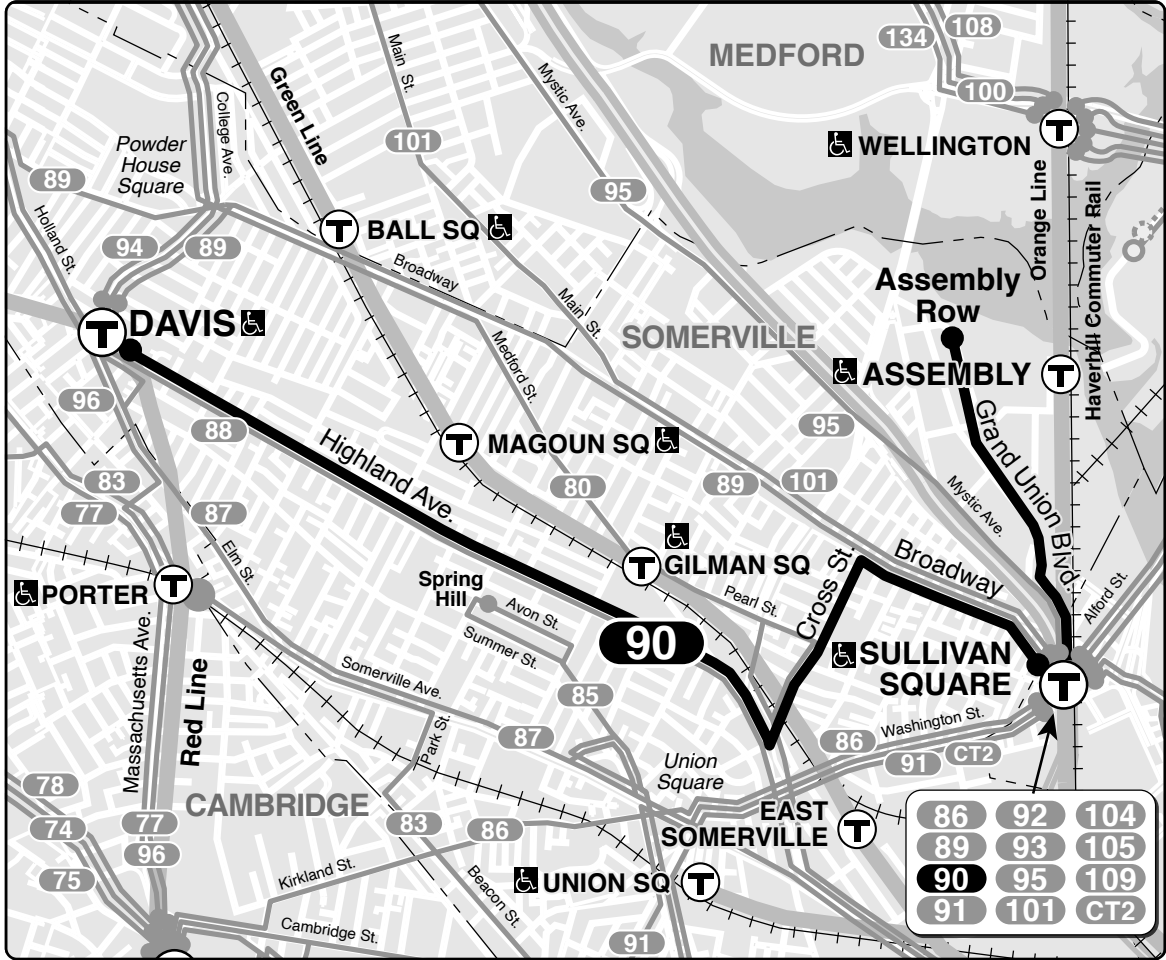 134
108
MEDFORD
100
Main St.
Mystic Ave.
Green Line
College Ave.
101
T
WELLINGTON
Powder
House
Square
89
95
Orange Line
Haverhill Commuter Rail
Holland St.
T
BALL SQ
94
89
Broadway
Assembly
Row
Main St.
SOMERVILLE
T
DAVIS
Medford St.
ASSEMBLY
T
96
88
Highland Ave.
T
MAGOUN SQ
95
Grand Union Blvd.
83
77
87
80
89
101
Mystic Ave.
Elm St.
GILMAN SQ
T
Broadway
PORTER
T
Spring
Hill
Avon St.
Pearl St.
Cross St.
Alford St.
Summer St.
90
SULLIVAN
SQUARE
T
Massachusetts Ave.
Red Line
Somerville Ave.
85
Park St.
87
Washington St.
86
91
CT2
Union
Square
78
CAMBRIDGE
74
77
83
86
EAST
SOMERVILLE
T
96
75
Kirkland St.
Beacon St.
UNION SQ
T
Cambridge St.
91
86 92 104
89 93 105
90 95 109
91 101 CT2